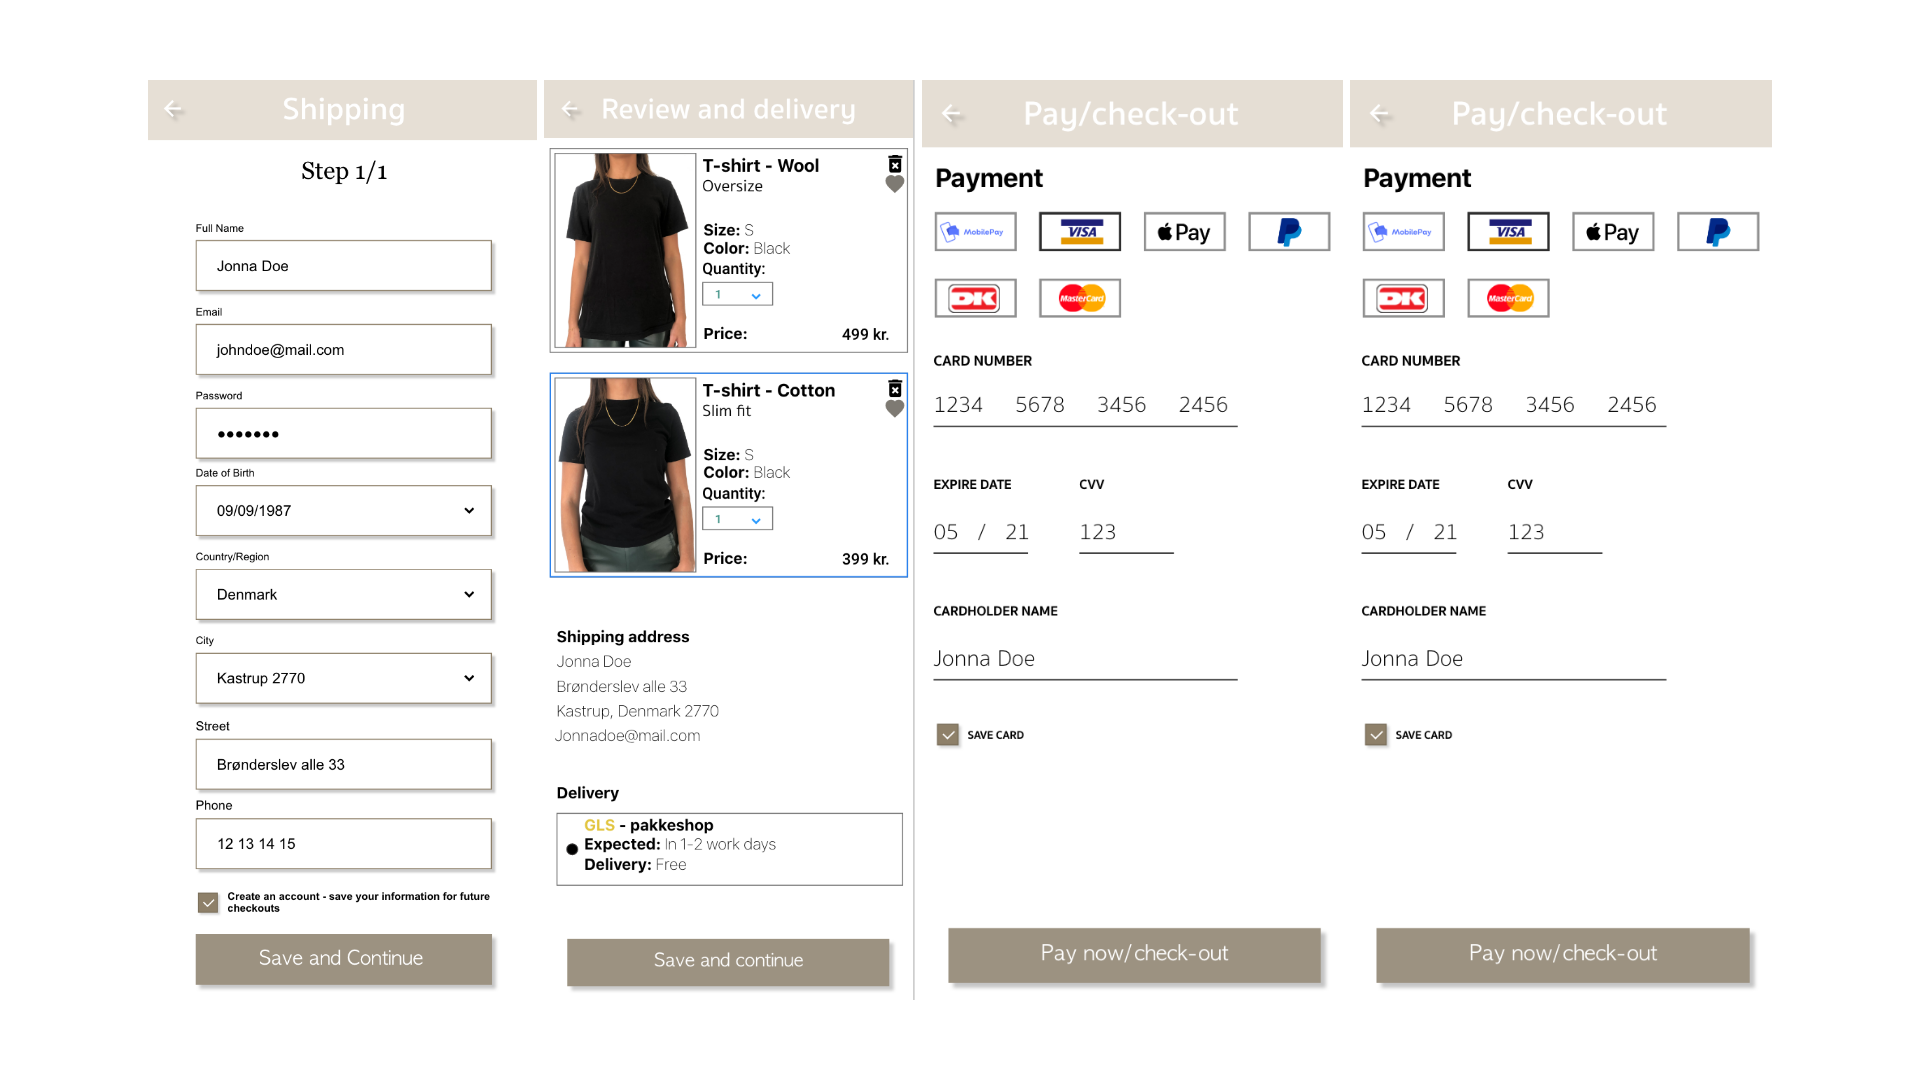 Shipping
Step 1/1
Full Name
Jonna Doe
Email
johndoe@mail.com
Password
•••••••
Date of Birth
09/09/1987
Country/Region
Denmark
City
Kastrup 2770
Street
Brønderslev alle 33
Phone
12 13 14 15
Create an account - save your information for future
checkouts
Save and Continue
Review and delivery
T-shirt - Wool
Oversize
Size: S
Color: Black
Quantity:
1
Price: 499 kr.
T-shirt - Cotton
Slim fit
Size: S
Color: Black
Quantity:
1
Price: 399 kr.
Shipping address
Jonna Doe
Brønderslev alle 33
Kastrup, Denmark 2770
Jonnadoe@mail.com
Delivery
GLS - pakkeshop
Expected: In 1-2 work days
Delivery: Free
Save and continue
Pay/check-out
Payment
MobilePay VISA Pay
DK MasterCard
CARD NUMBER
1234 5678 3456 2456
EXPIRE DATE CVV
05 / 21 123
CARDHOLDER NAME
Jonna Doe
SAVE CARD
Pay now/check-out
Pay/check-out
Payment
MobilePay VISA Pay
DK MasterCard
CARD NUMBER
1234 5678 3456 2456
EXPIRE DATE CVV
05 / 21 123
CARDHOLDER NAME
Jonna Doe
SAVE CARD
Pay now/check-out